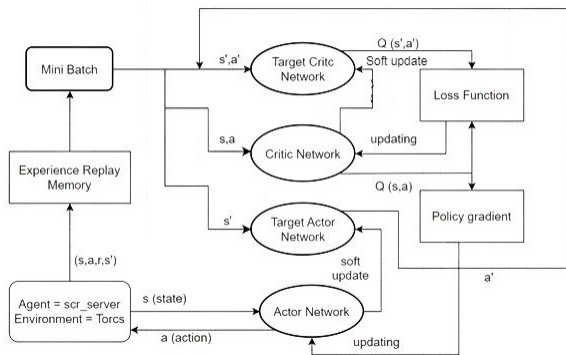 Q (s',a')
s',a'
Target Critc
Network
Soft update
Mini Batch
Loss Function
s,a
Critic Network
updating
Experience Replay
Memory
Q (s,a)
s'
Target Actor
Network
Policy gradient
(s,a,r,s')
soft
update
a'
Agent = scr_server
Environment = Torcs
s (state)
Actor Network
a (action)
updating